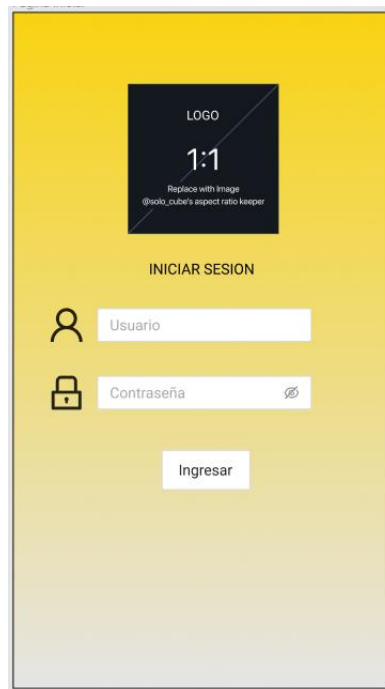 LOGO
1:1
Replace with Image
@solo_cube's aspect ratio keeper
INICIAR SESION
Usuario
Contraseña
Ingresar